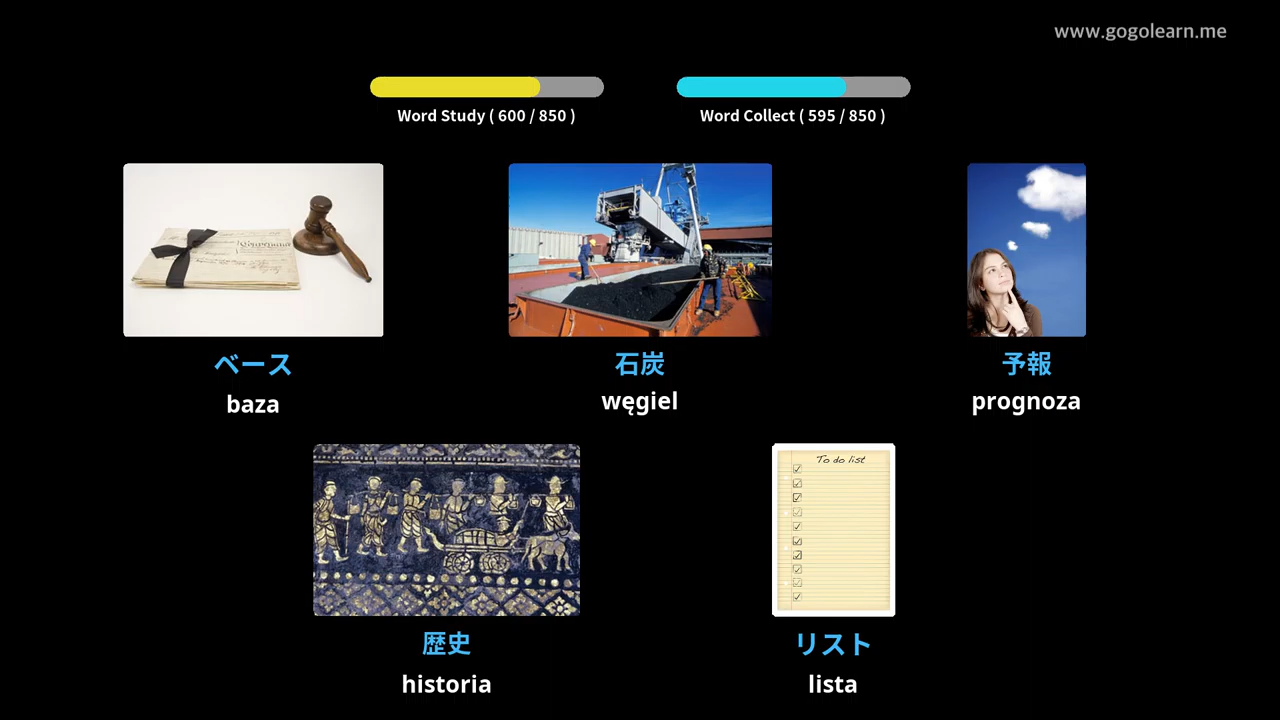 www.gogolearn.me
Word Study ( 600 / 850 )
Word Collect ( 595 / 850 )
ベース
baza
石炭
węgiel
予報
prognoza
To do list
歴史
historia
リスト
lista